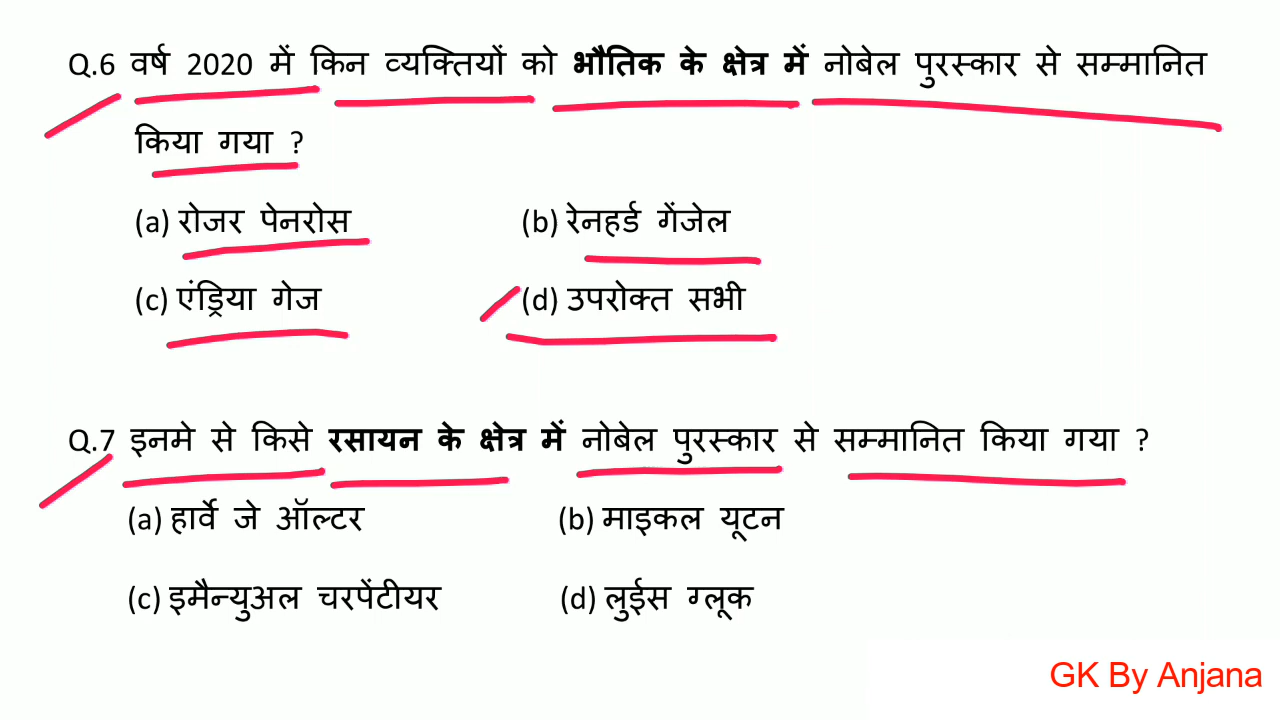 Q.6 वर्ष 2020 में किन व्यक्तियों को भौतिक के क्षेत्र में नोबेल पुरस्कार से सम्मानित
किया गया ?
(a) रोजर पेनरोस (b) रेनहर्ड गेंजेल
(c) एंड्रिया गेज (d) उपरोक्त सभी
Q.7 इनमे से किसे रसायन के क्षेत्र में नोबेल पुरस्कार से सम्मानित किया गया ?
(a) हार्वे जे ऑल्टर (b) माइकल यूटन
(c) इमैन्युअल चरपेंटीयर (d) लुईस ग्लूक
GK By Anjana